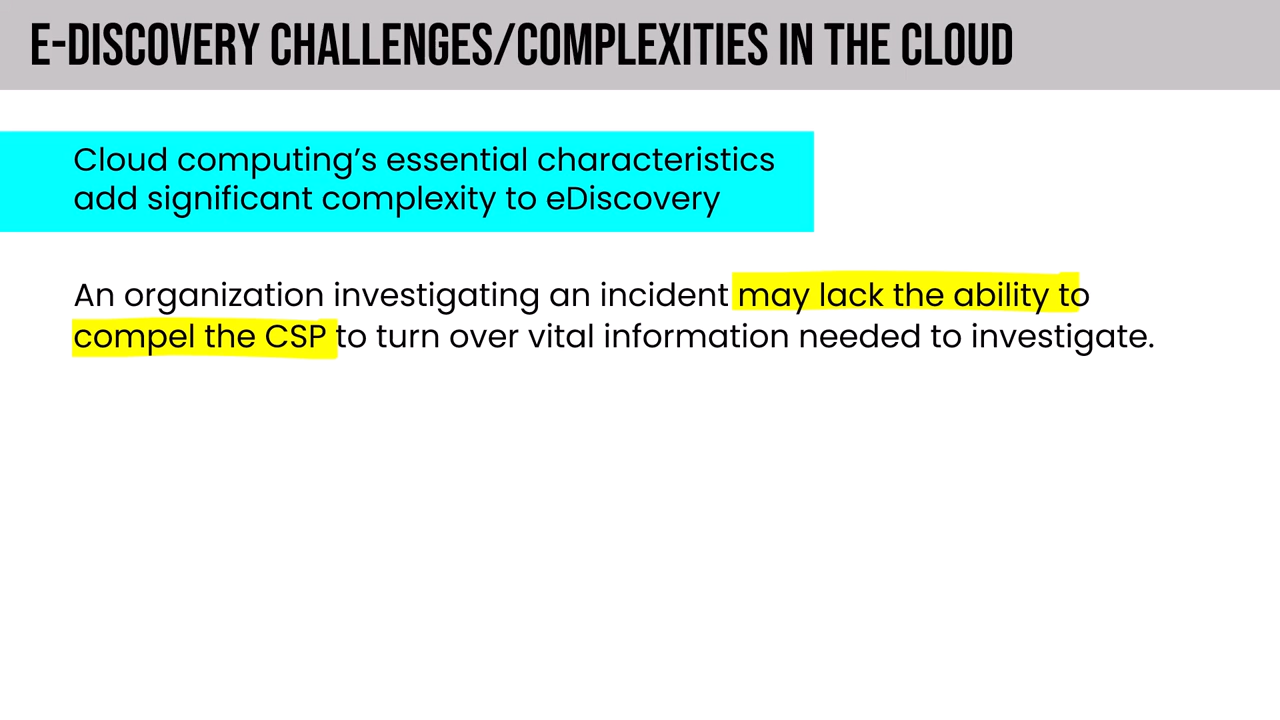 E-DISCOVERY CHALLENGES/COMPLEXITIES IN THE CLOUD
Cloud computing’s essential characteristics
add significant complexity to eDiscovery
An organization investigating an incident may lack the ability to
compel the CSP to turn over vital information needed to investigate.